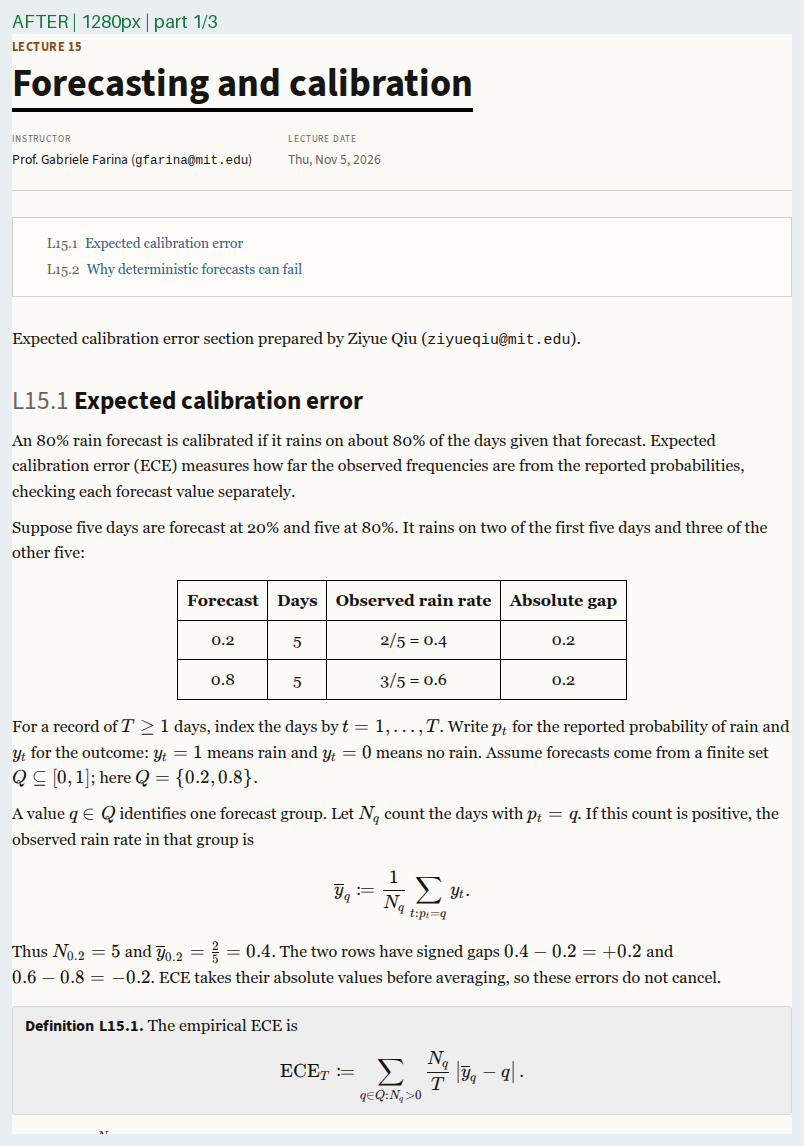 AFTER | 1280px | part 1/3
LECTURE 15
Forecasting and calibration
INSTRUCTOR LECTURE DATE
Prof. Gabriele Farina (gfarina@mit.edu) Thu, Nov 5, 2026
L15.1 Expected calibration error
L15.2 Why deterministic forecasts can fail
Expected calibration error section prepared by Ziyue Qiu (ziyueqiu@mit.edu).
L15.1 Expected calibration error
An 80% rain forecast is calibrated if it rains on about 80% of the days given that forecast. Expected
calibration error (ECE) measures how far the observed frequencies are from the reported probabilities,
checking each forecast value separately.
Suppose five days are forecast at 20% and five at 80%. It rains on two of the first five days and three of the
other five:
Forecast Days Observed rain rate Absolute gap
0.2 5 2/5 = 0.4 0.2
0.8 5 3/5 = 0.6 0.2
For a record of T ≥ 1 days, index the days by t = 1, . . . , T. Write p_t for the reported probability of rain and
y_t for the outcome: y_t = 1 means rain and y_t = 0 means no rain. Assume forecasts come from a finite set
Q ⊆ [0, 1]; here Q = {0.2, 0.8}.
A value q ∈ Q identifies one forecast group. Let N_q count the days with p_t = q. If this count is positive, the
observed rain rate in that group is
y̅_q := 1/N_q ∑_{t:p_t=q} y_t.
Thus N_{0.2} = 5 and y̅_{0.2} = 2/5 = 0.4. The two rows have signed gaps 0.4 − 0.2 = +0.2 and
0.6 − 0.8 = −0.2. ECE takes their absolute values before averaging, so these errors do not cancel.
Definition L15.1. The empirical ECE is
ECE_T := ∑_{q∈Q:N_q>0} N_q/T |y̅_q − q| .